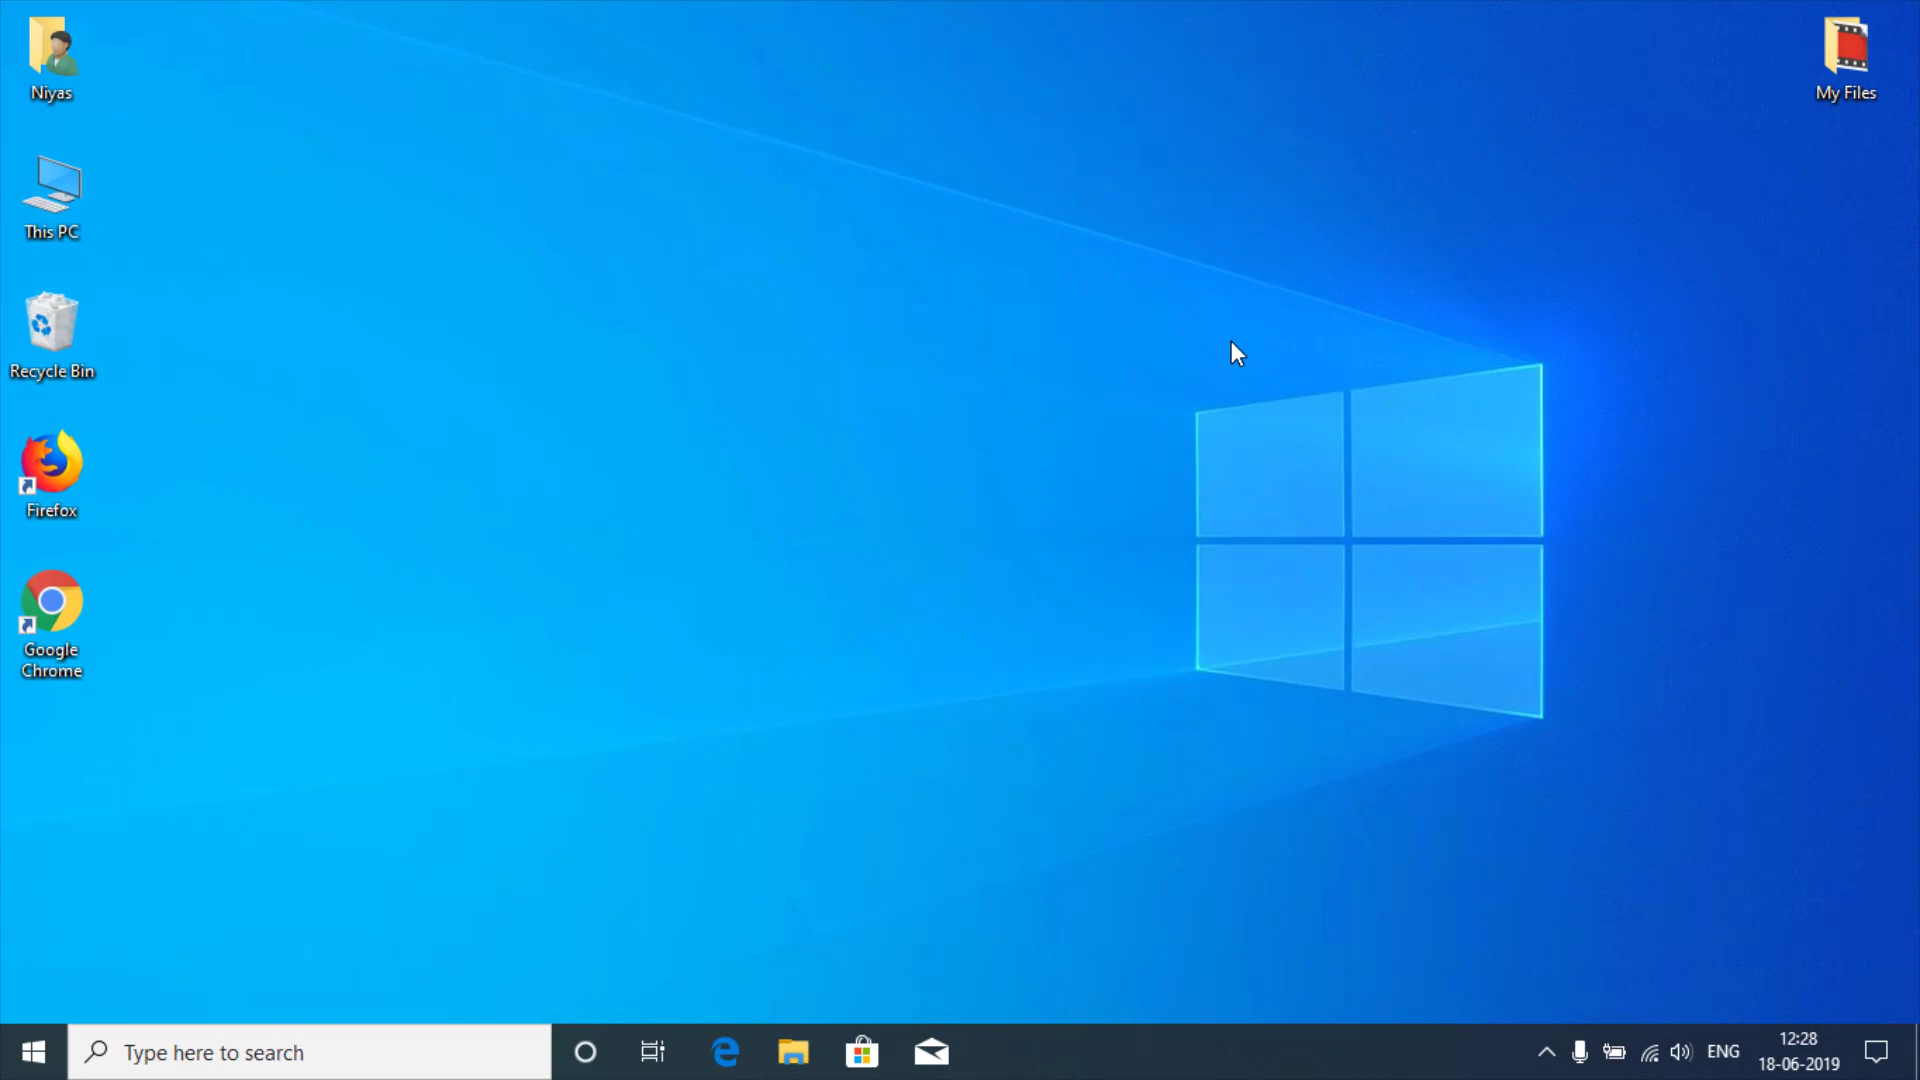 Niyas
My Files
This PC
Recycle Bin
Firefox
Google
Chrome
Type here to search
ENG
12:28
18-06-2019